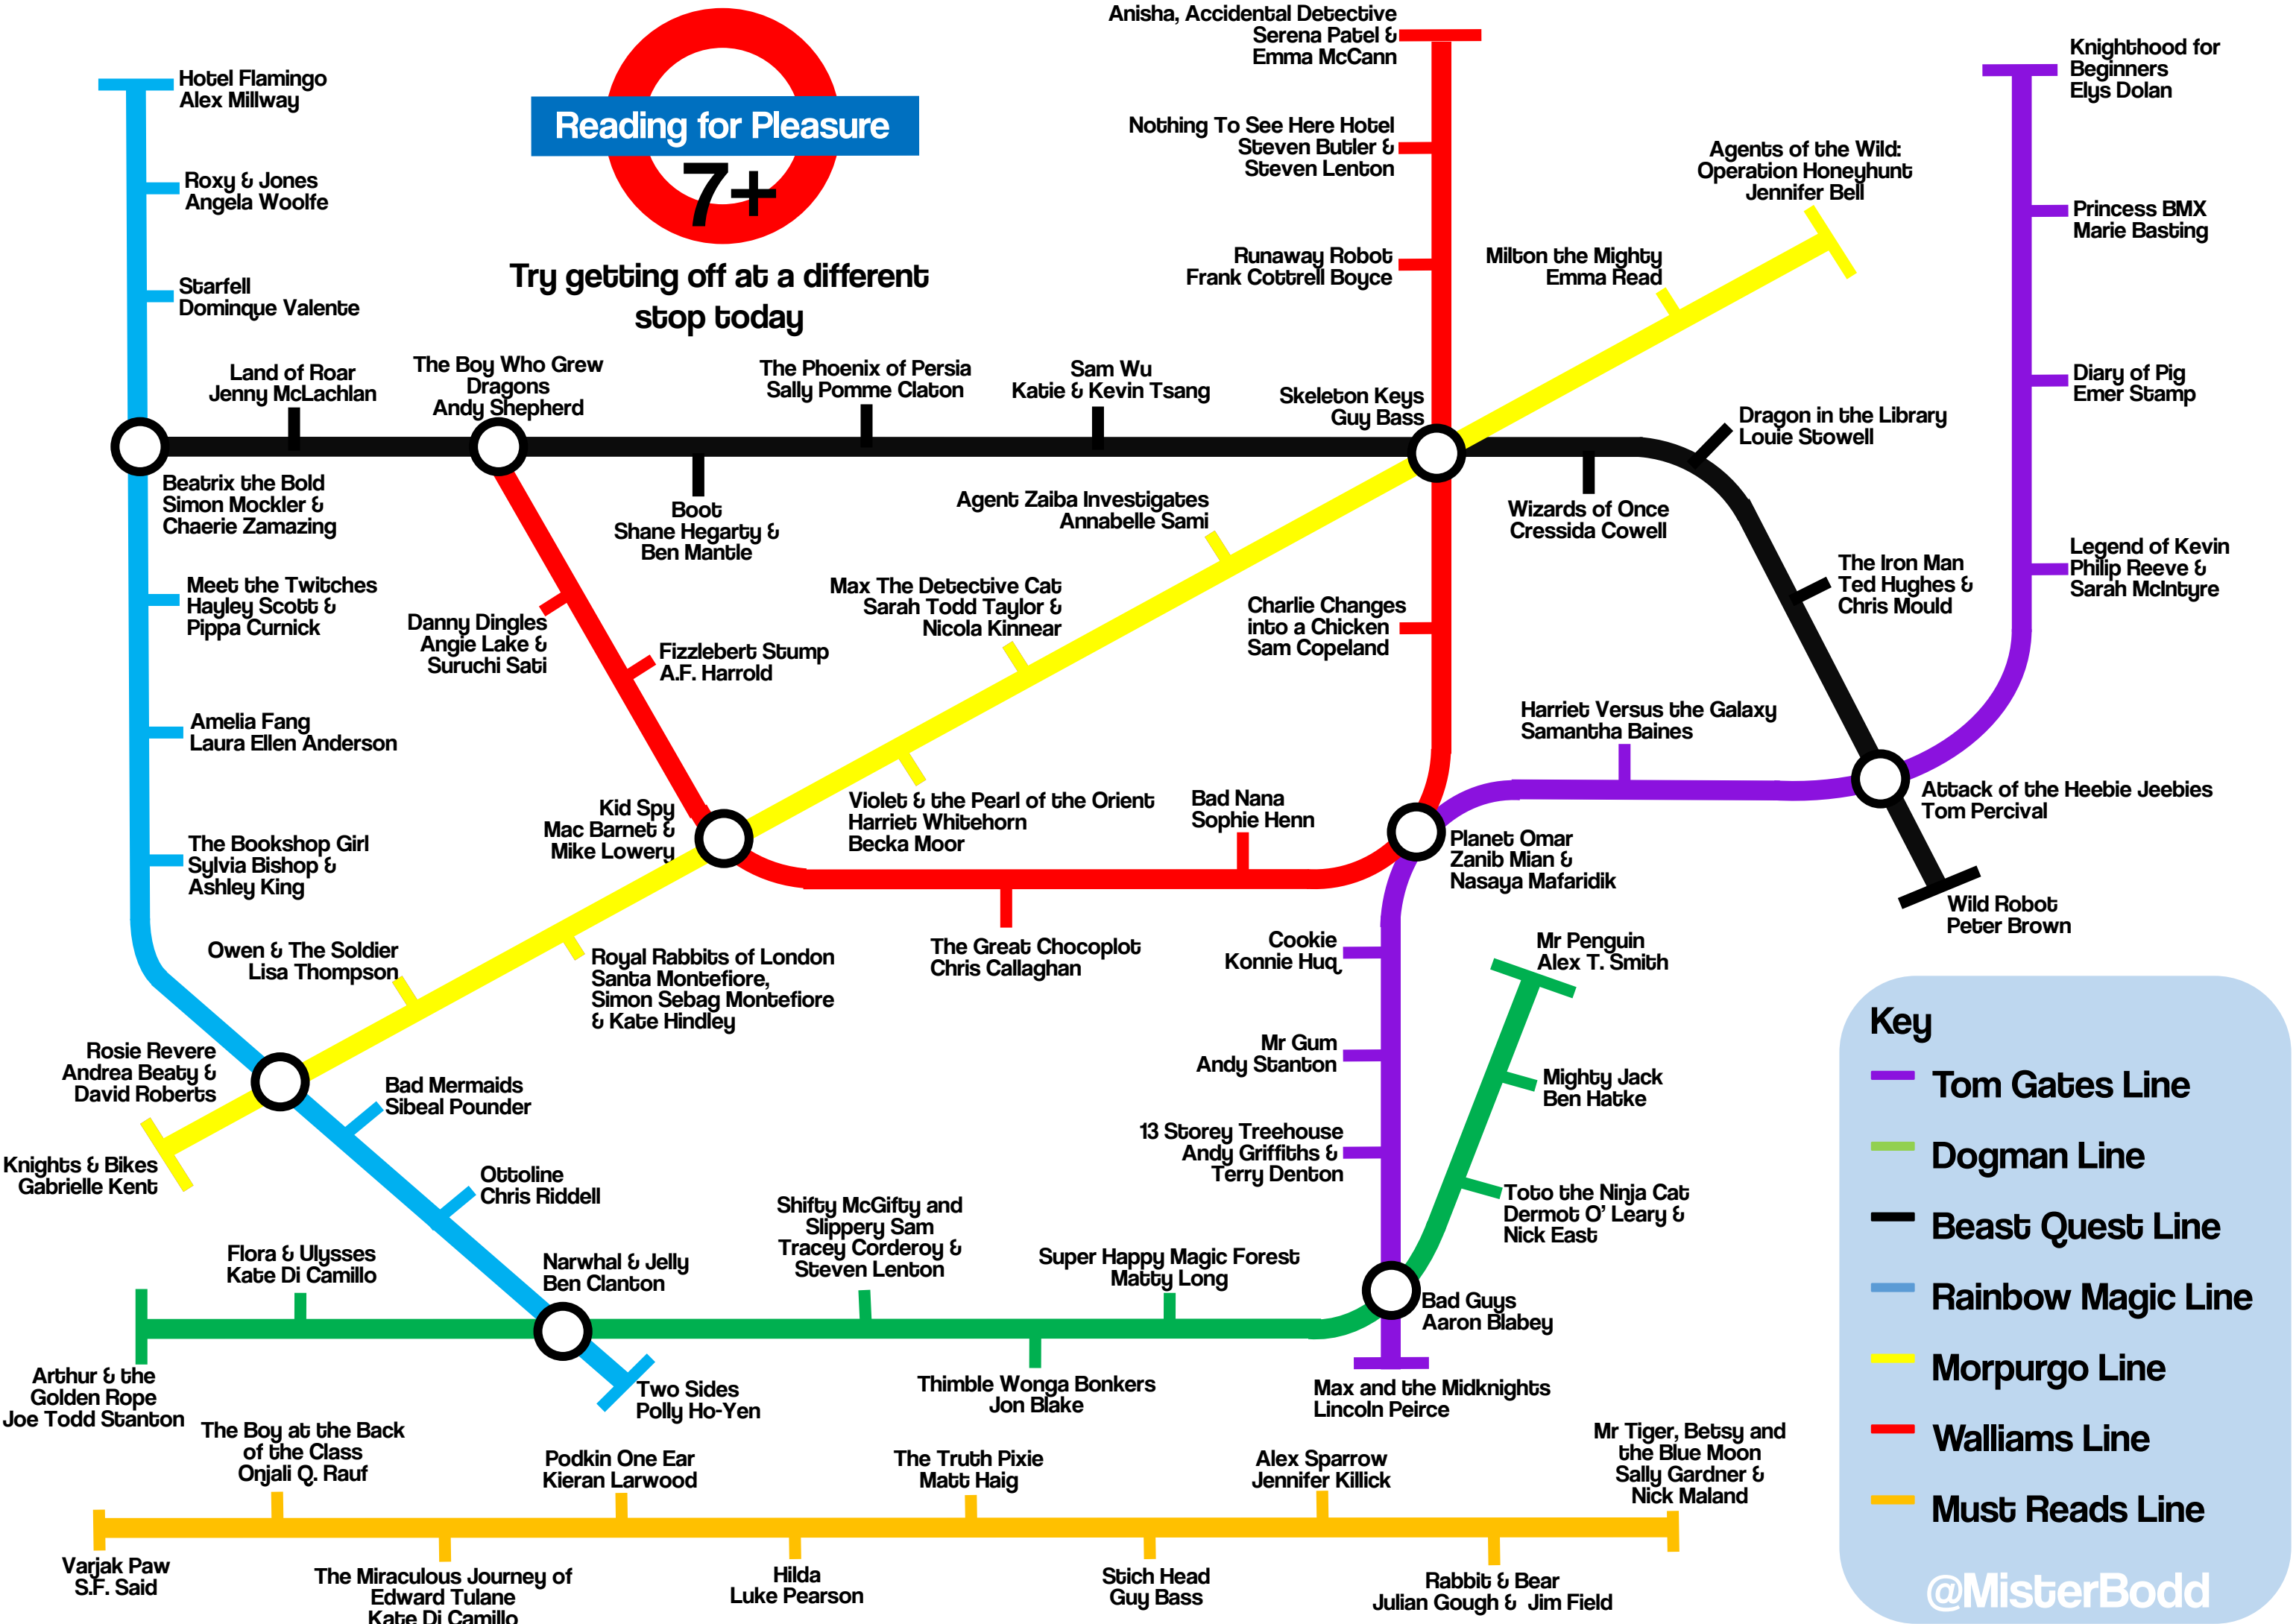 Reading for Pleasure
7+
Try getting off at a different
stop today
Hotel Flamingo
Alex Millway
Roxy & Jones
Angela Woolfe
Starfell
Dominque Valente
Beatrix the Bold
Simon Mockler &
Chaerie Zamazing
Meet the Twitches
Hayley Scott &
Pippa Curnick
Amelia Fang
Laura Ellen Anderson
The Bookshop Girl
Sylvia Bishop &
Ashley King
Rosie Revere
Andrea Beaty &
David Roberts
Bad Mermaids
Sibeal Pounder
Ottoline
Chris Riddell
Narwhal & Jelly
Ben Clanton
Two Sides
Polly Ho-Yen
Land of Roar
Jenny McLachlan
The Boy Who Grew
Dragons
Andy Shepherd
Boot
Shane Hegarty &
Ben Mantle
The Phoenix of Persia
Sally Pomme Claton
Sam Wu
Katie & Kevin Tsang
Skeleton Keys
Guy Bass
Wizards of Once
Cressida Cowell
Dragon in the Library
Louie Stowell
The Iron Man
Ted Hughes &
Chris Mould
Attack of the Heebie Jeebies
Tom Percival
Wild Robot
Peter Brown
Anisha, Accidental Detective
Serena Patel &
Emma McCann
Nothing To See Here Hotel
Steven Butler &
Steven Lenton
Runaway Robot
Frank Cottrell Boyce
Charlie Changes
into a Chicken
Sam Copeland
Planet Omar
Zanib Mian &
Nasaya Mafaridik
Bad Nana
Sophie Henn
The Great Chocoplot
Chris Callaghan
Kid Spy
Mac Barnet &
Mike Lowery
Fizzlebert Stump
A.F. Harrold
Danny Dingles
Angie Lake &
Suruchi Sati
Agents of the Wild:
Operation Honeyhunt
Jennifer Bell
Milton the Mighty
Emma Read
Agent Zaiba Investigates
Annabelle Sami
Max The Detective Cat
Sarah Todd Taylor &
Nicola Kinnear
Violet & the Pearl of the Orient
Harriet Whitehorn
Becka Moor
Royal Rabbits of London
Santa Montefiore,
Simon Sebag Montefiore
& Kate Hindley
Owen & The Soldier
Lisa Thompson
Knights & Bikes
Gabrielle Kent
Knighthood for
Beginners
Elys Dolan
Princess BMX
Marie Basting
Diary of Pig
Emer Stamp
Legend of Kevin
Philip Reeve &
Sarah McIntyre
Harriet Versus the Galaxy
Samantha Baines
Cookie
Konnie Huq
Mr Gum
Andy Stanton
13 Storey Treehouse
Andy Griffiths &
Terry Denton
Bad Guys
Aaron Blabey
Max and the Midknights
Lincoln Peirce
Mr Penguin
Alex T. Smith
Mighty Jack
Ben Hatke
Toto the Ninja Cat
Dermot O' Leary &
Nick East
Super Happy Magic Forest
Matty Long
Thimble Wonga Bonkers
Jon Blake
Shifty McGifty and
Slippery Sam
Tracey Corderoy &
Steven Lenton
Flora & Ulysses
Kate Di Camillo
Arthur & the
Golden Rope
Joe Todd Stanton
Varjak Paw
S.F. Said
The Boy at the Back
of the Class
Onjali Q. Rauf
The Miraculous Journey of
Edward Tulane
Kate Di Camillo
Podkin One Ear
Kieran Larwood
Hilda
Luke Pearson
The Truth Pixie
Matt Haig
Stich Head
Guy Bass
Alex Sparrow
Jennifer Killick
Rabbit & Bear
Julian Gough & Jim Field
Mr Tiger, Betsy and
the Blue Moon
Sally Gardner &
Nick Maland
Key
Tom Gates Line
Dogman Line
Beast Quest Line
Rainbow Magic Line
Morpurgo Line
Walliams Line
Must Reads Line
@MisterBodd